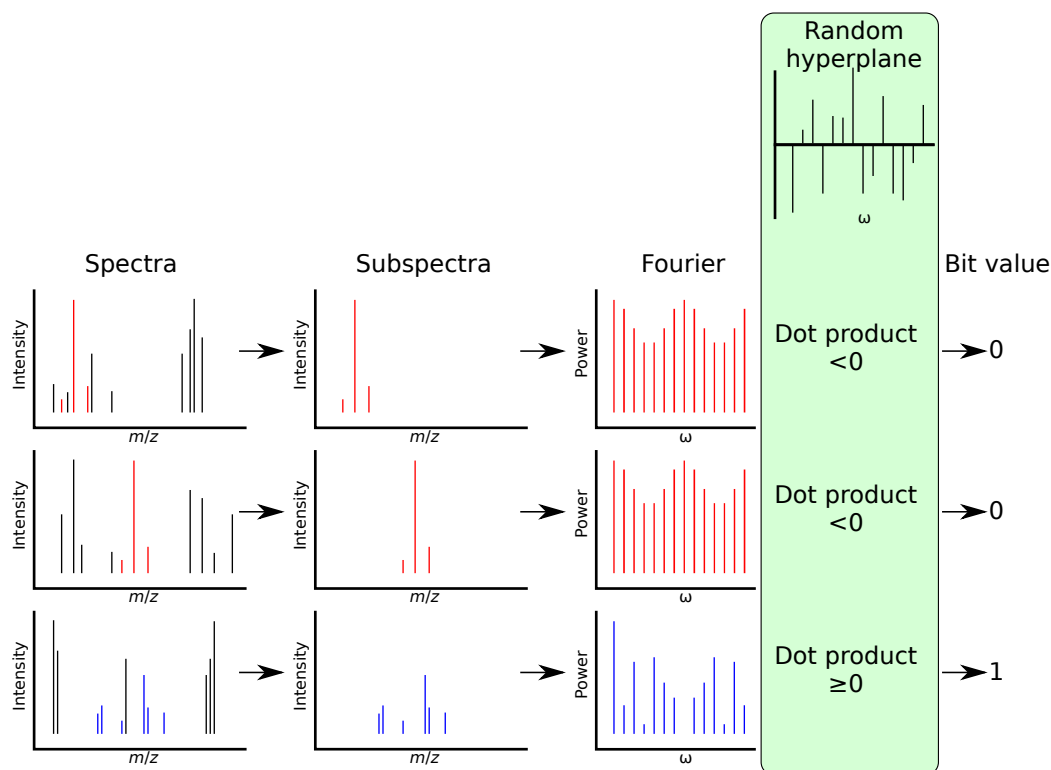 Random
hyperplane
ω
Spectra
Subspectra
Fourier
Bit value
Intensity
m/z
Intensity
m/z
Power
ω
Dot product
<0
0
Intensity
m/z
Intensity
m/z
Power
ω
Dot product
<0
0
Intensity
m/z
Intensity
m/z
Power
ω
Dot product
≥0
1